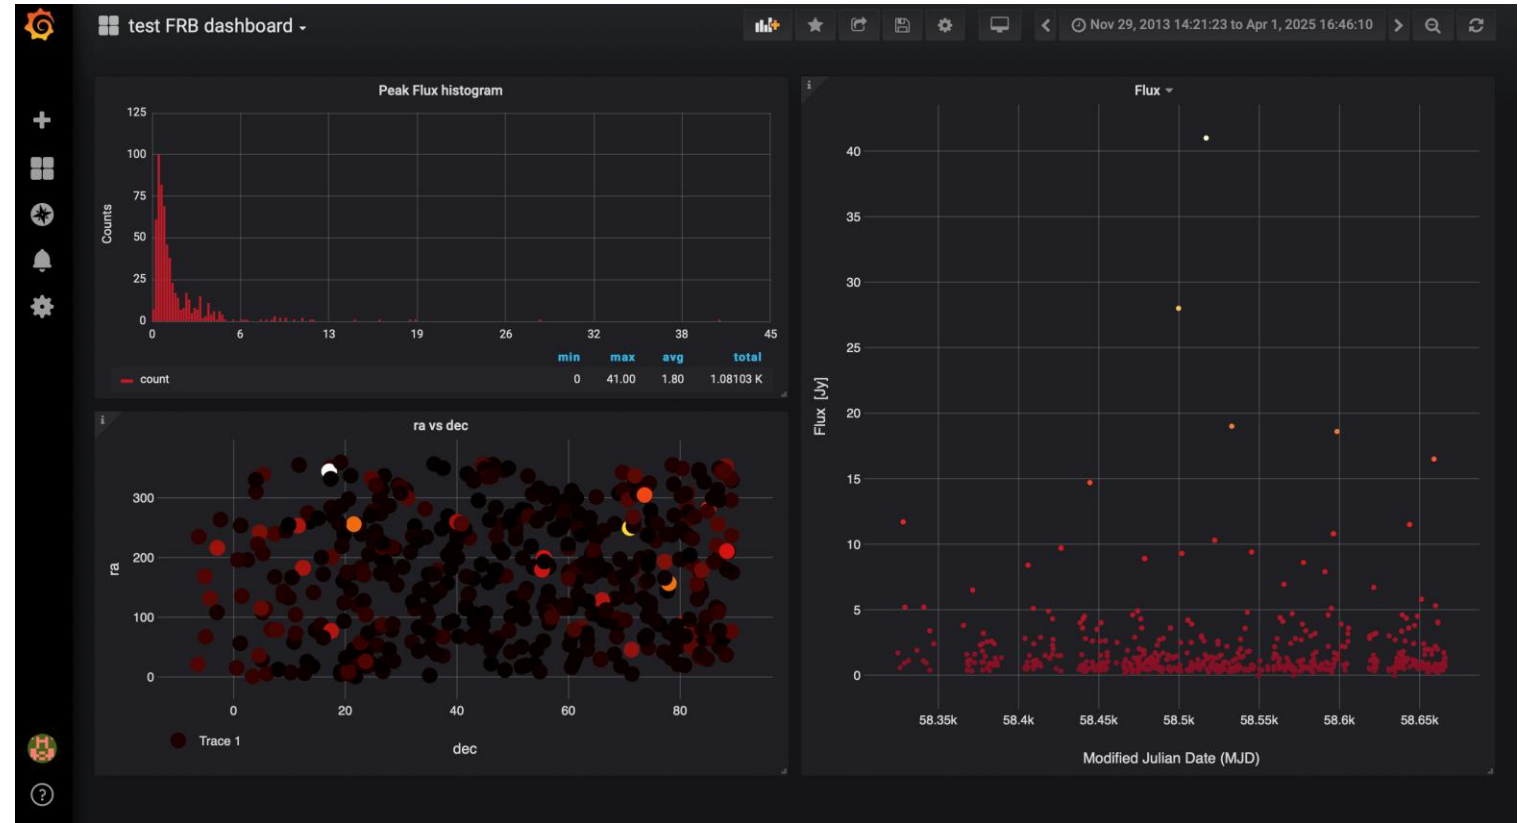 test FRB dashboard
Nov 29, 2013 14:21:23 to Apr 1, 2025 16:46:10
Peak Flux histogram
125
100
75
50
25
0
Counts
0 6 13 19 26 32 38 45
min max avg total
count 0 41.00 1.80 1.08103 K
i
ra vs dec
300
200
100
0
ra
0 20 40 60 80
Trace 1
dec
i
Flux
40
35
30
25
20
15
10
5
0
Flux [Jy]
58.35k 58.4k 58.45k 58.5k 58.55k 58.6k 58.65k
Modified Julian Date (MJD)
?